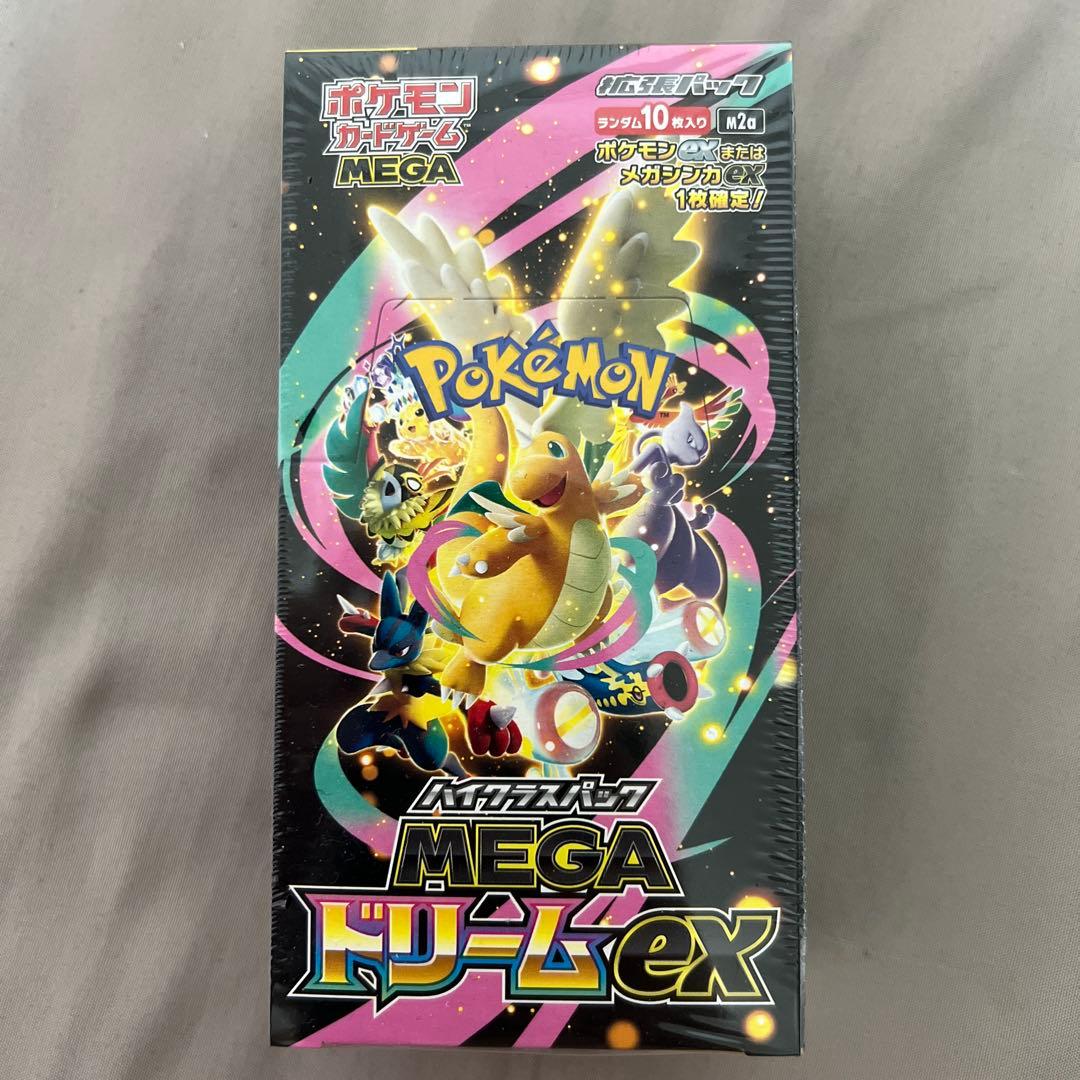 ポケモン
カードゲーム™
MEGA
拡張パック
ランダム10枚入り M2a
ポケモンexまたは
メガシンカex
1枚確定！
POKéMON™
ハイクラスパック
MEGA
ドリームex